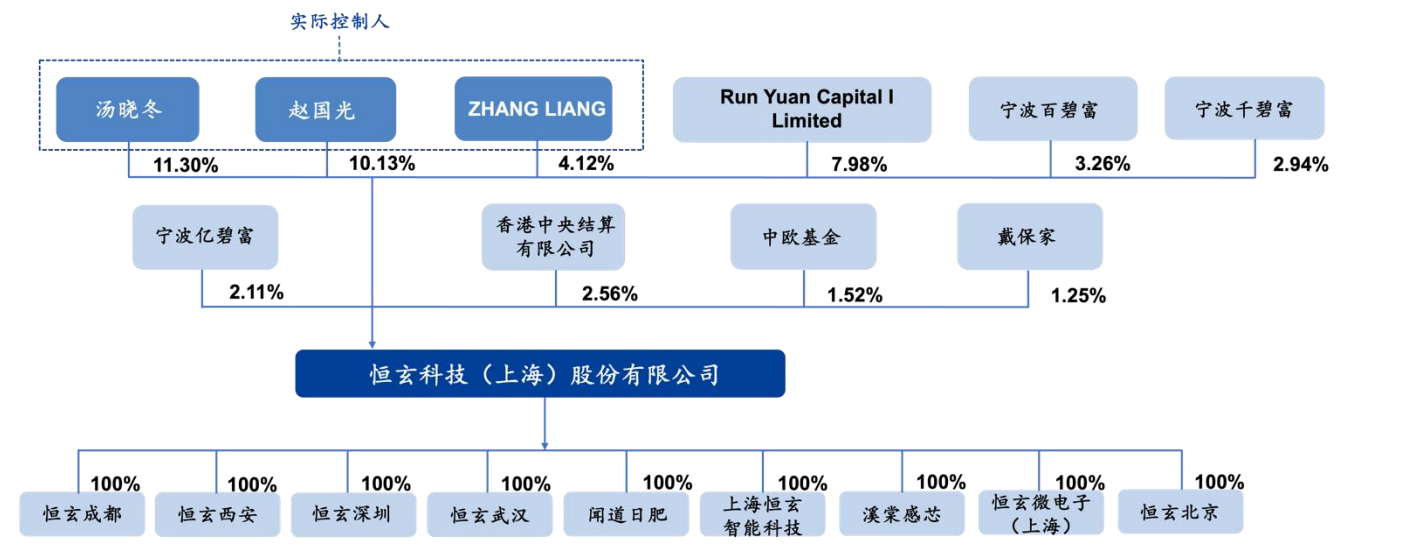 实际控制人
汤晓冬
赵国光
ZHANG LIANG
Run Yuan Capital I
Limited
宁波百碧富
宁波千碧富
11.30%
10.13%
4.12%
7.98%
3.26%
2.94%
宁波亿碧富
香港中央结算
有限公司
中欧基金
戴保家
2.11%
2.56%
1.52%
1.25%
恒玄科技（上海）股份有限公司
100%
100%
100%
100%
100%
100%
100%
100%
100%
恒玄成都
恒玄西安
恒玄深圳
恒玄武汉
闻道日肥
上海恒玄
智能科技
溪棠感芯
恒玄微电子
（上海）
恒玄北京